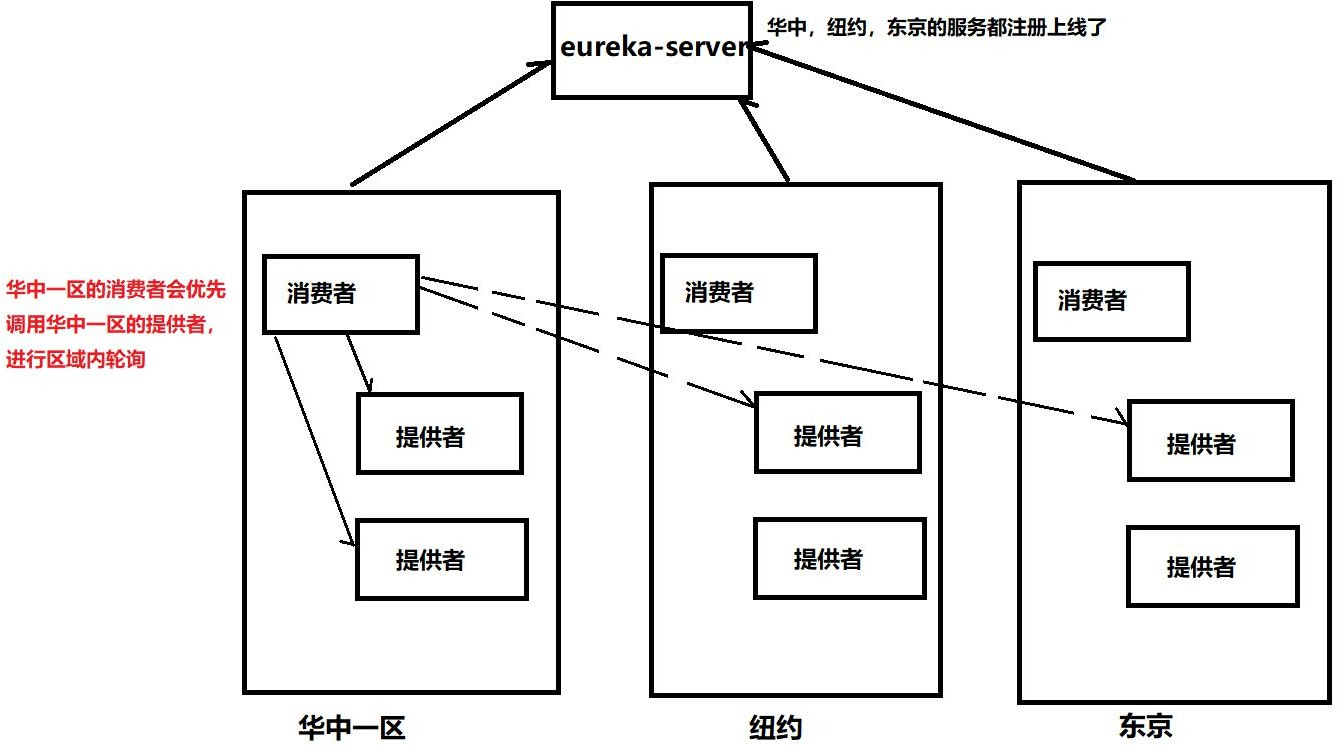 eureka-server
华中，纽约，东京的服务都注册上线了
华中一区的消费者会优先
调用华中一区的提供者，
进行区域内轮询
消费者
提供者
提供者
华中一区
消费者
提供者
提供者
纽约
消费者
提供者
提供者
东京